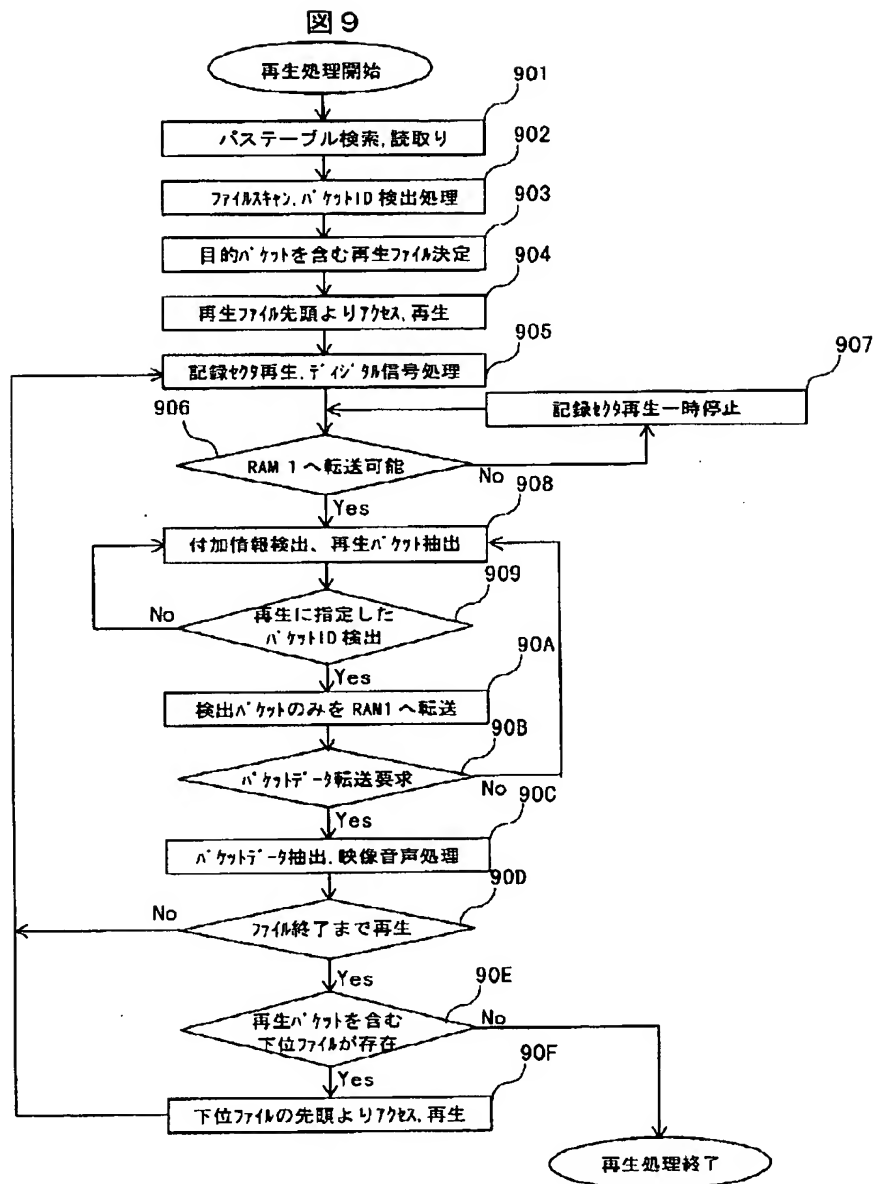 図9
再生処理開始
901
パステーブル検索,読取り
902
ファイルスキャン,パケットID検出処理
903
目的パケットを含む再生ファイル決定
904
再生ファイル先頭よりアクセス,再生
905
記録セクタ再生,ディジタル信号処理
907
記録セクタ再生一時停止
906
RAM 1へ転送可能
No
Yes
908
付加情報検出、再生パケット抽出
909
再生に指定した
パケットID検出
No
Yes
90A
検出パケットのみをRAM1へ転送
90B
パケットデータ転送要求
No
Yes
90C
パケットデータ抽出,映像音声処理
90D
No
ファイル終了まで再生
Yes
90E
再生パケットを含む
下位ファイルが存在
No
Yes
90F
下位ファイルの先頭よりアクセス,再生
再生処理終了